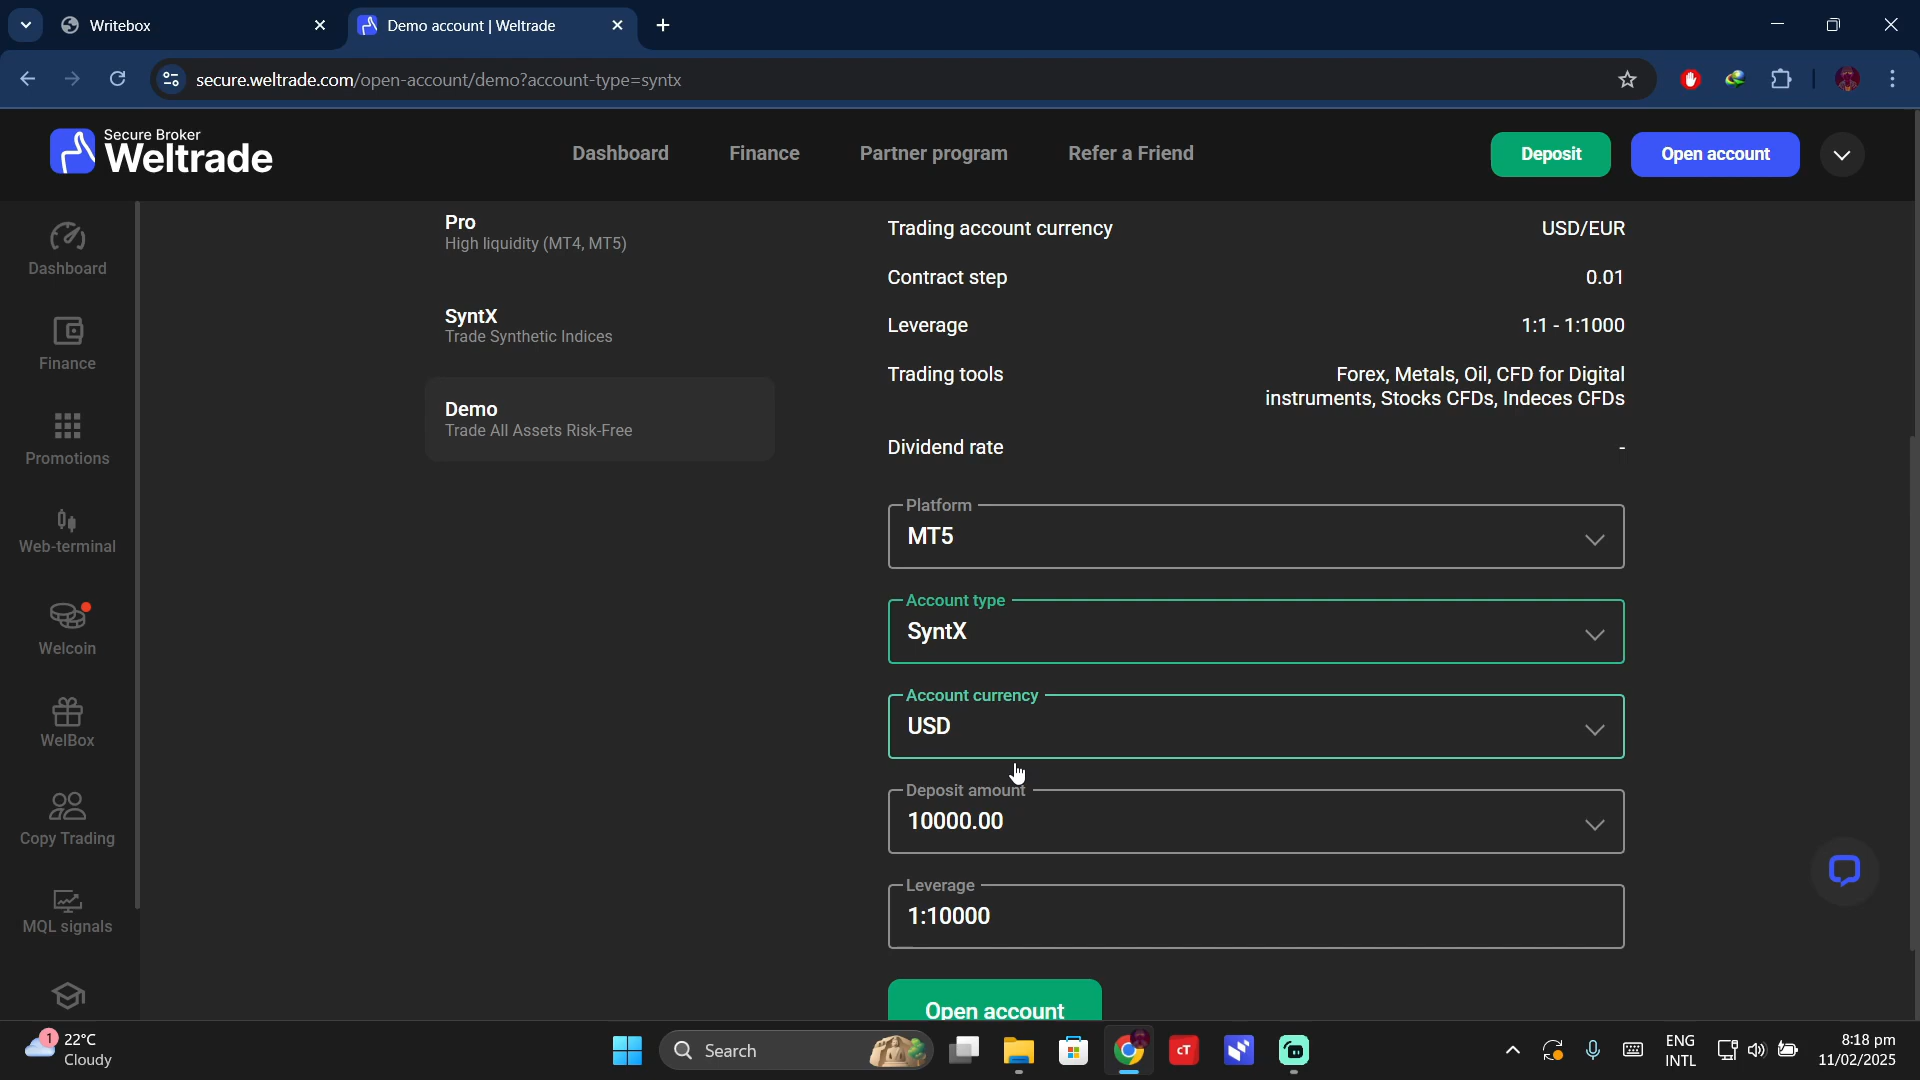 Writebox
Demo account | Weltrade
secure.weltrade.com/open-account/demo?account-type=syntx
Secure Broker
Weltrade
Dashboard
Finance
Partner program
Refer a Friend
Deposit
Open account
Dashboard
Finance
Promotions
Web-terminal
Welcoin
WelBox
Copy Trading
MQL signals
Pro
High liquidity (MT4, MT5)
SyntX
Trade Synthetic Indices
Demo
Trade All Assets Risk-Free
Trading account currency
USD/EUR
Contract step
0.01
Leverage
1:1 - 1:1000
Trading tools
Forex, Metals, Oil, CFD for Digital
instruments, Stocks CFDs, Indeces CFDs
Dividend rate
-
Platform
MT5
Account type
SyntX
Account currency
USD
Deposit amount
10000.00
Leverage
1:10000
Open account
1
22°C
Cloudy
Search
cT
ENG
INTL
8:18 pm
11/02/2025